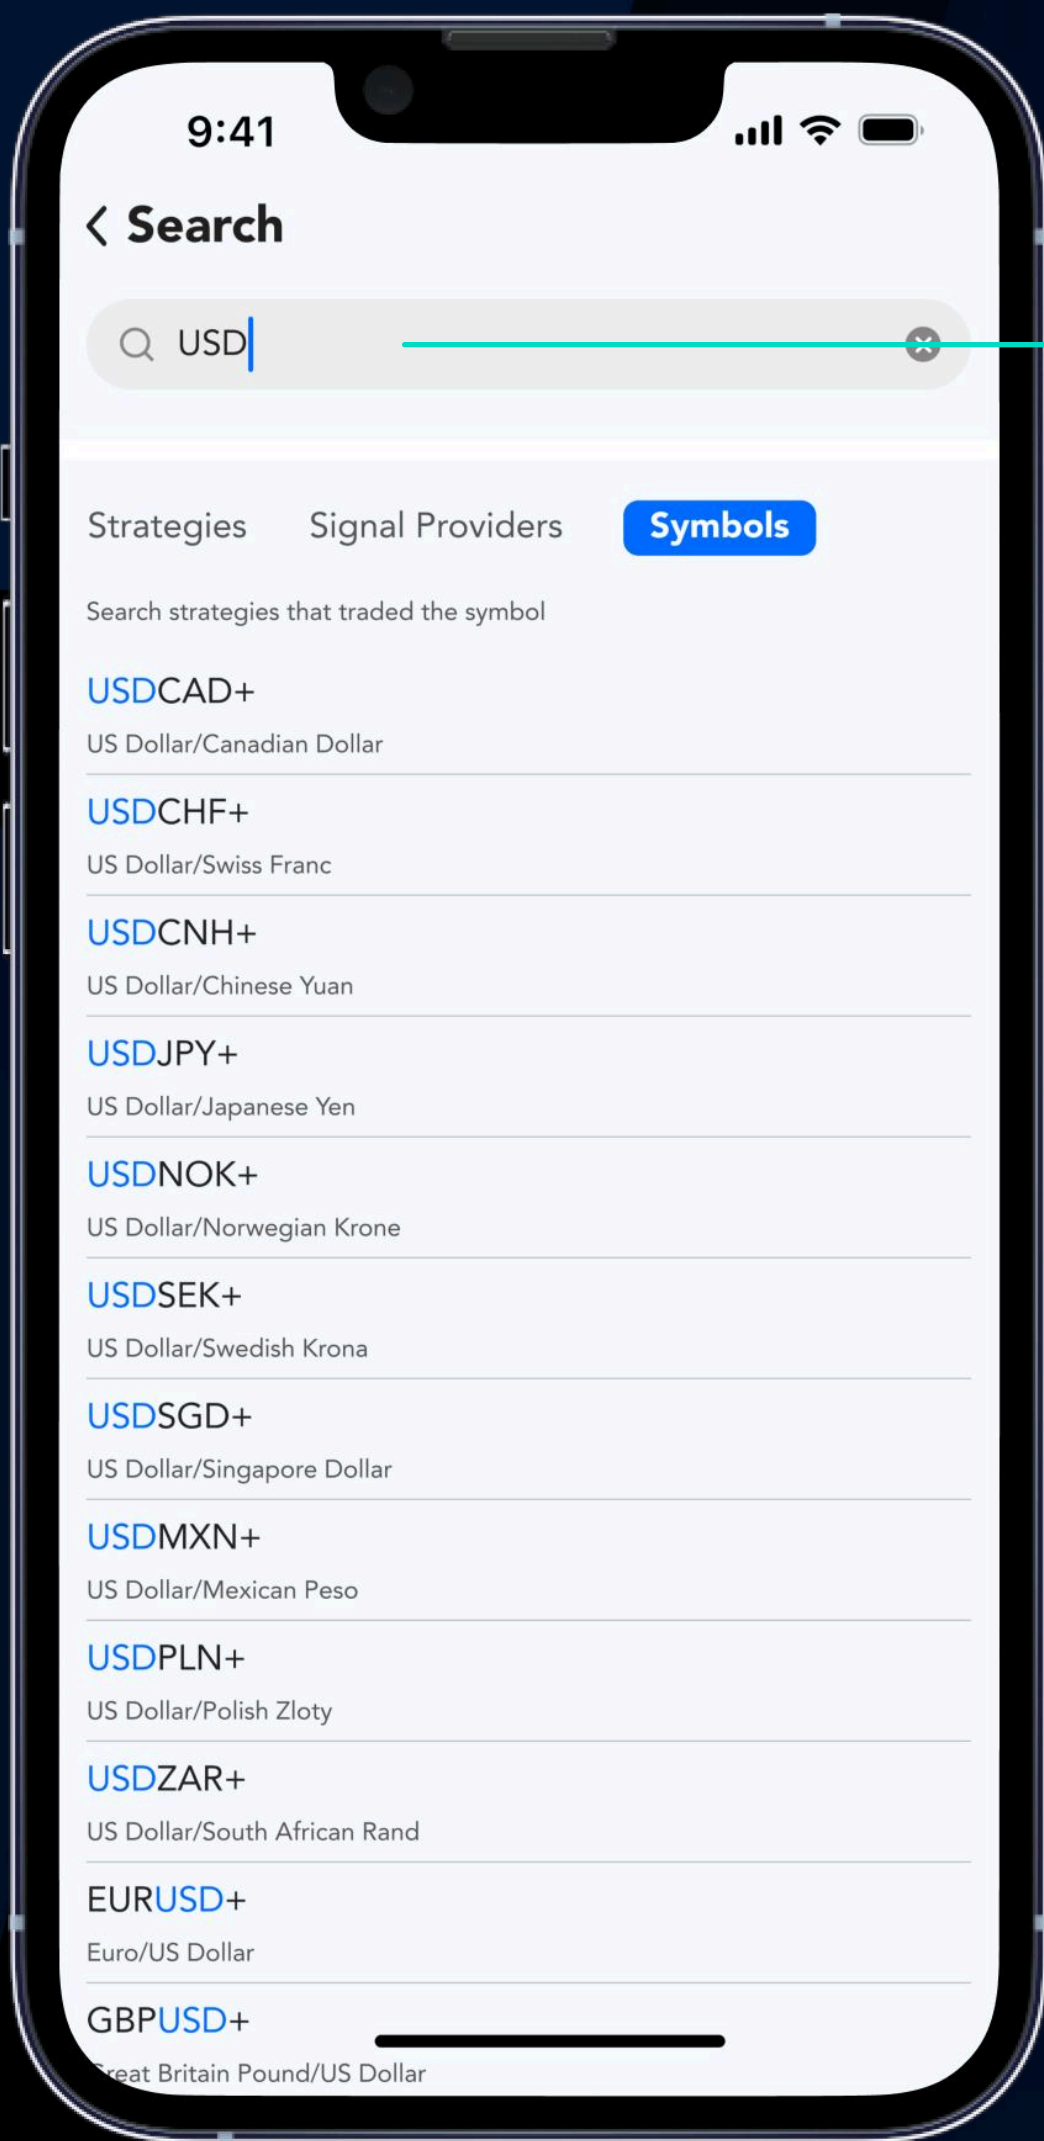 9:41
Search
USD
Strategies Signal Providers Symbols
Search strategies that traded the symbol
USDCAD+
US Dollar/Canadian Dollar
USDCHF+
US Dollar/Swiss Franc
USDCNH+
US Dollar/Chinese Yuan
USDJPY+
US Dollar/Japanese Yen
USDNOK+
US Dollar/Norwegian Krone
USDSEK+
US Dollar/Swedish Krona
USDSGD+
US Dollar/Singapore Dollar
USDMXN+
US Dollar/Mexican Peso
USDPLN+
US Dollar/Polish Zloty
USDZAR+
US Dollar/South African Rand
EURUSD+
Euro/US Dollar
GBPUSD+
Great Britain Pound/US Dollar